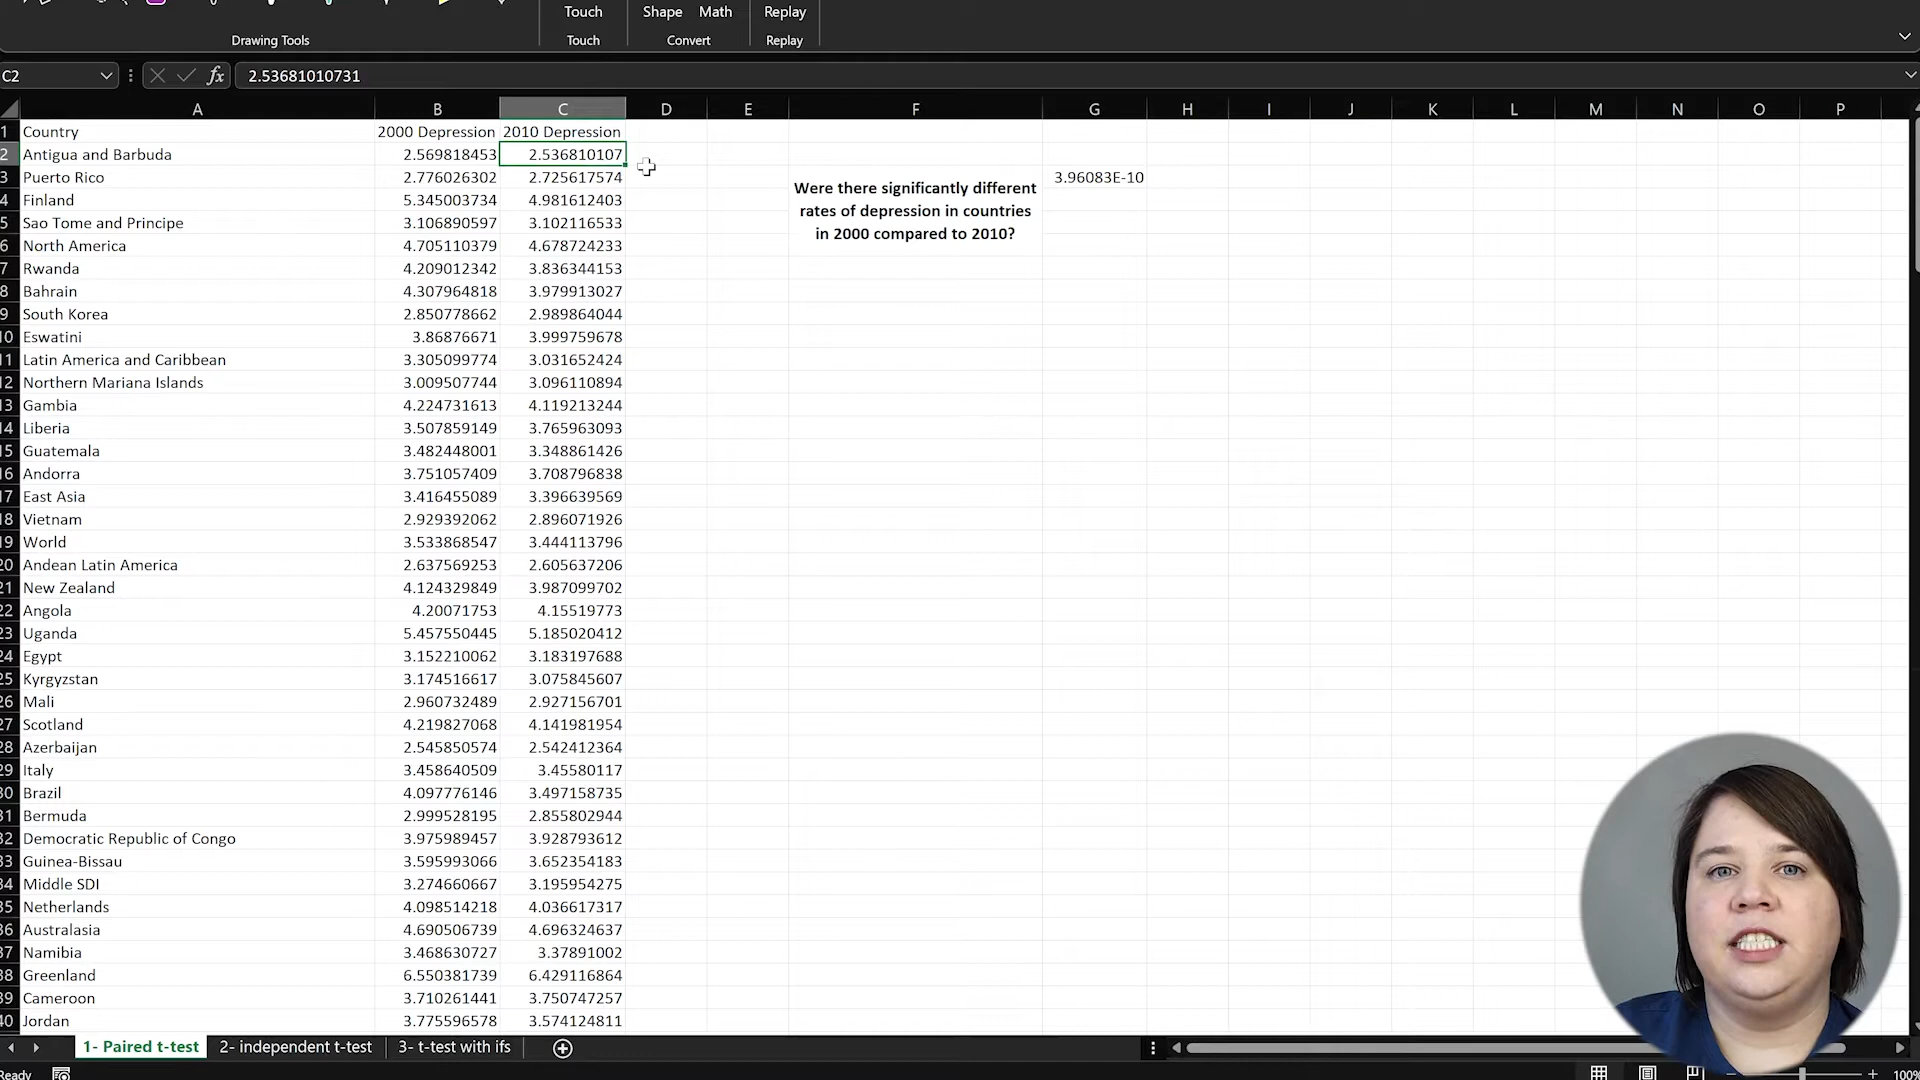 Touch Shape Math Replay
Drawing Tools Touch Convert Replay
C2 fx 2.53681010731
A B C D E F G H I J K L M N O P
1 Country 2000 Depression 2010 Depression
2 Antigua and Barbuda 2.569818453 2.536810107
3 Puerto Rico 2.776026302 2.725617574 3.96083E-10
Were there significantly different
rates of depression in countries
in 2000 compared to 2010?
4 Finland 5.345003734 4.981612403
5 Sao Tome and Principe 3.106890597 3.102116533
6 North America 4.705110379 4.678724233
7 Rwanda 4.209012342 3.836344153
8 Bahrain 4.307964818 3.979913027
9 South Korea 2.850778662 2.989864044
10 Eswatini 3.86876671 3.999759678
11 Latin America and Caribbean 3.305099774 3.031652424
12 Northern Mariana Islands 3.009507744 3.096110894
13 Gambia 4.224731613 4.119213244
14 Liberia 3.507859149 3.765963093
15 Guatemala 3.482448001 3.348861426
16 Andorra 3.751057409 3.708796838
17 East Asia 3.416455089 3.396639569
18 Vietnam 2.929392062 2.896071926
19 World 3.533868547 3.444113796
20 Andean Latin America 2.637569253 2.605637206
21 New Zealand 4.124329849 3.987099702
22 Angola 4.20071753 4.15519773
23 Uganda 5.457550445 5.185020412
24 Egypt 3.152210062 3.183197688
25 Kyrgyzstan 3.174516617 3.075845607
26 Mali 2.960732489 2.927156701
27 Scotland 4.219827068 4.141981954
28 Azerbaijan 2.545850574 2.542412364
29 Italy 3.458640509 3.45580117
30 Brazil 4.097776146 3.497158735
31 Bermuda 2.999528195 2.855802944
32 Democratic Republic of Congo 3.975989457 3.928793612
33 Guinea-Bissau 3.595993066 3.652354183
34 Middle SDI 3.274660667 3.195954275
35 Netherlands 4.098514218 4.036617317
36 Australasia 4.690506739 4.696324637
37 Namibia 3.468630727 3.37891002
38 Greenland 6.550381739 6.429116864
39 Cameroon 3.710261441 3.750747257
40 Jordan 3.775596578 3.574124811
1- Paired t-test 2- independent t-test 3- t-test with ifs
Ready 100%